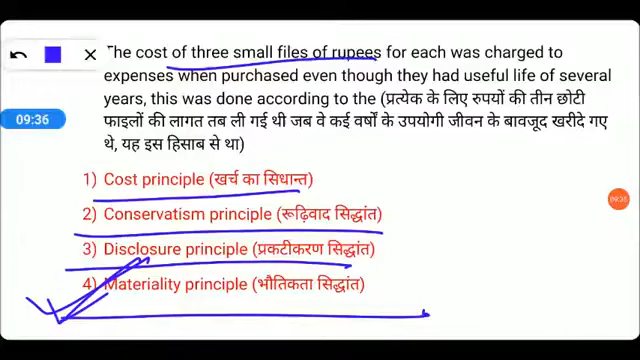 The cost of three small files of rupees for each was charged to
expenses when purchased even though they had useful life of several
years, this was done according to the (प्रत्येक के लिए रुपयों की तीन छोटी
फाइलों की लागत तब ली गई थी जब वे कई वर्षों के उपयोगी जीवन के बावजूद खरीदे गए
थे, यह इस हिसाब से था)
09:36
1) Cost principle (खर्च का सिधान्त)
09:36
2) Conservatism principle (रूढ़िवाद सिद्धांत)
3) Disclosure principle (प्रकटीकरण सिद्धांत)
4) Materiality principle (भौतिकता सिद्धांत)